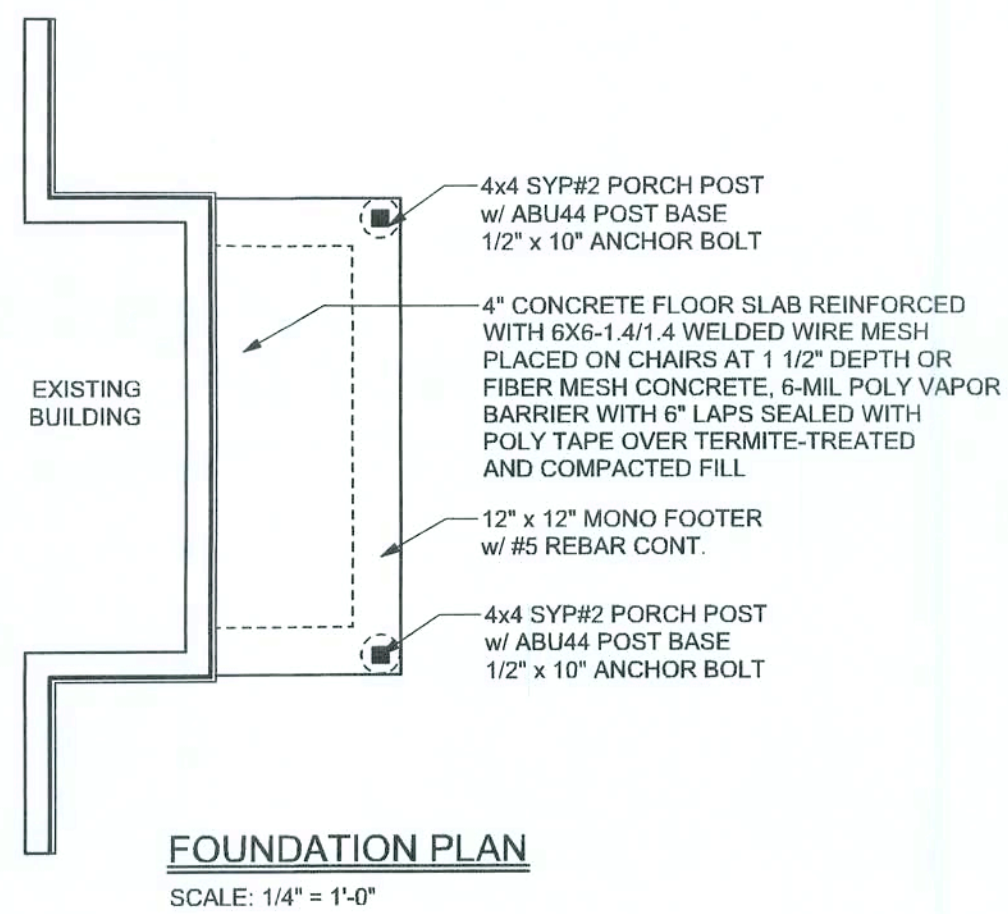 4x4 SYP#2 PORCH POST
w/ ABU44 POST BASE
1/2" x 10" ANCHOR BOLT
4" CONCRETE FLOOR SLAB REINFORCED
WITH 6X6-1.4/1.4 WELDED WIRE MESH
PLACED ON CHAIRS AT 1 1/2" DEPTH OR
FIBER MESH CONCRETE, 6-MIL POLY VAPOR
BARRIER WITH 6" LAPS SEALED WITH
POLY TAPE OVER TERMITE-TREATED
AND COMPACTED FILL
EXISTING
BUILDING
12" x 12" MONO FOOTER
w/ #5 REBAR CONT.
4x4 SYP#2 PORCH POST
w/ ABU44 POST BASE
1/2" x 10" ANCHOR BOLT
FOUNDATION PLAN
SCALE: 1/4" = 1'-0"